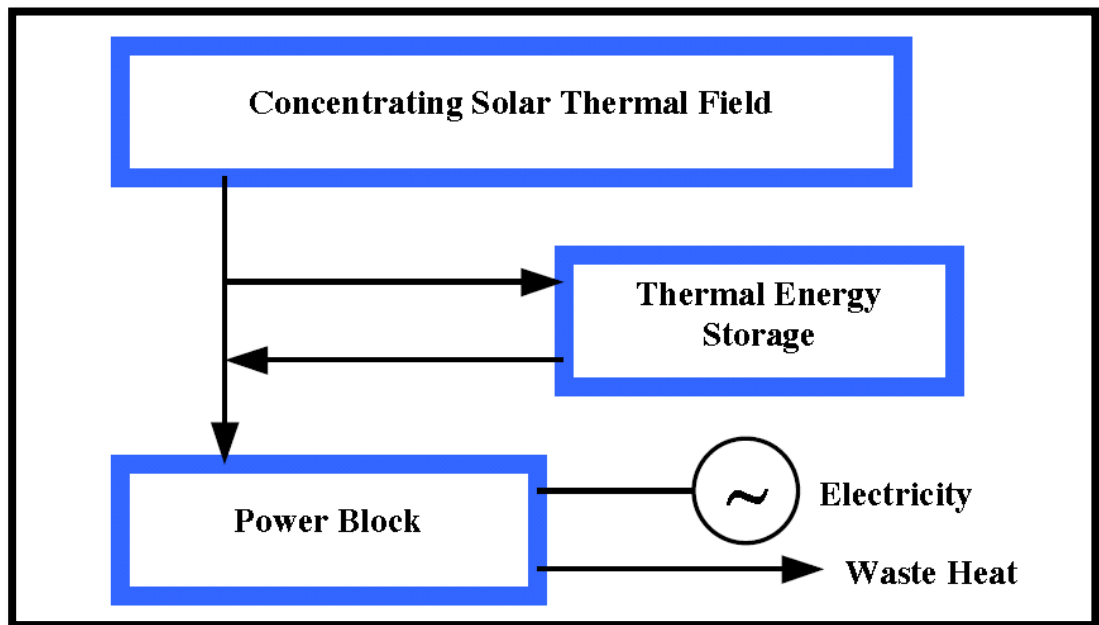 Concentrating Solar Thermal Field
Thermal Energy
Storage
Power Block
~
Electricity
Waste Heat